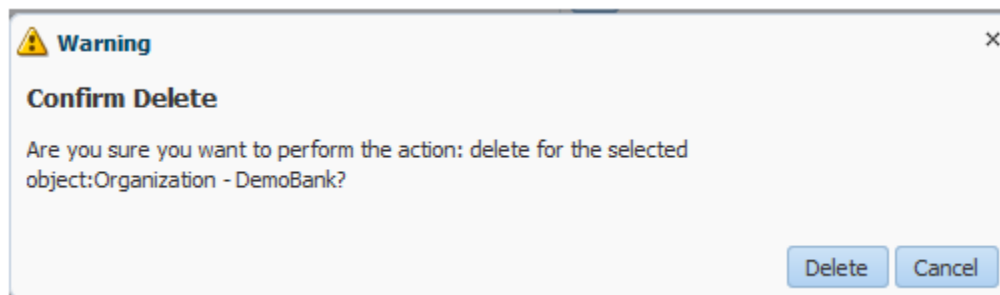 Warning
Confirm Delete
Are you sure you want to perform the action: delete for the selected
object:Organization - DemoBank?
Delete Cancel